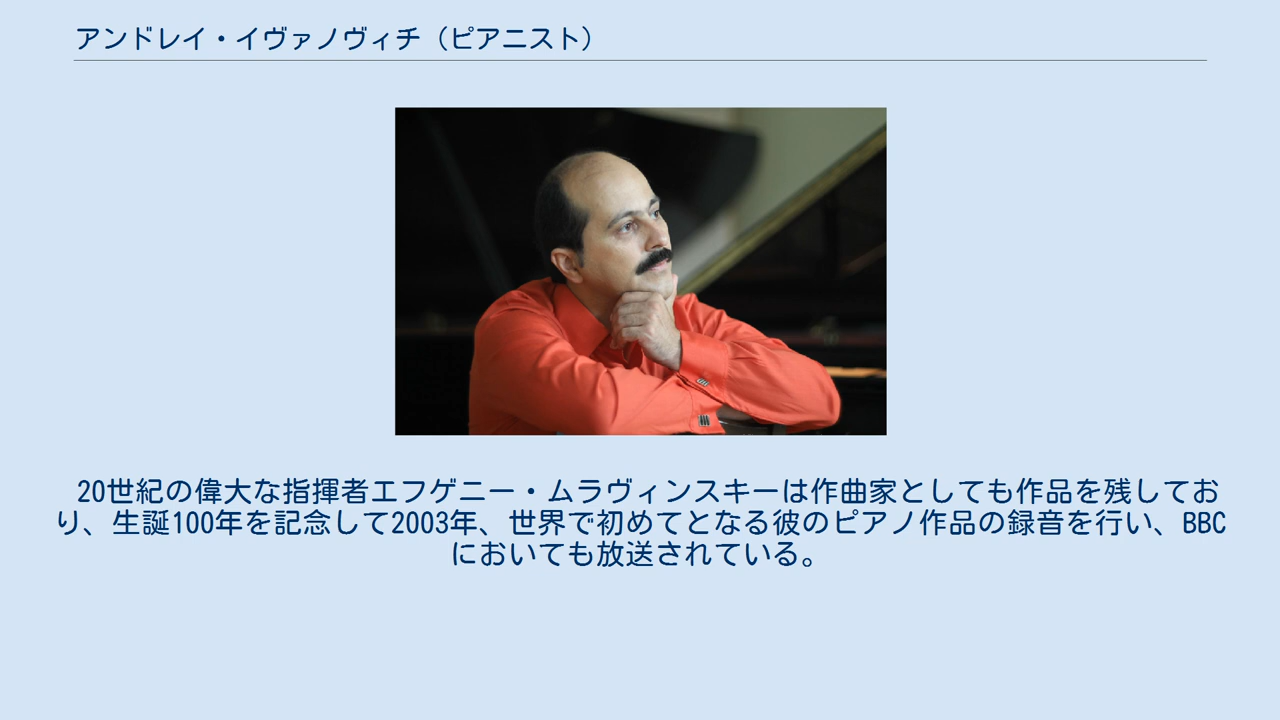 アンドレイ・イヴァノヴィチ（ピアニスト）
20世紀の偉大な指揮者エフゲニー・ムラヴィンスキーは作曲家としても作品を残してお
り、生誕100年を記念して2003年、世界で初めてとなる彼のピアノ作品の録音を行い、BBC
においても放送されている。